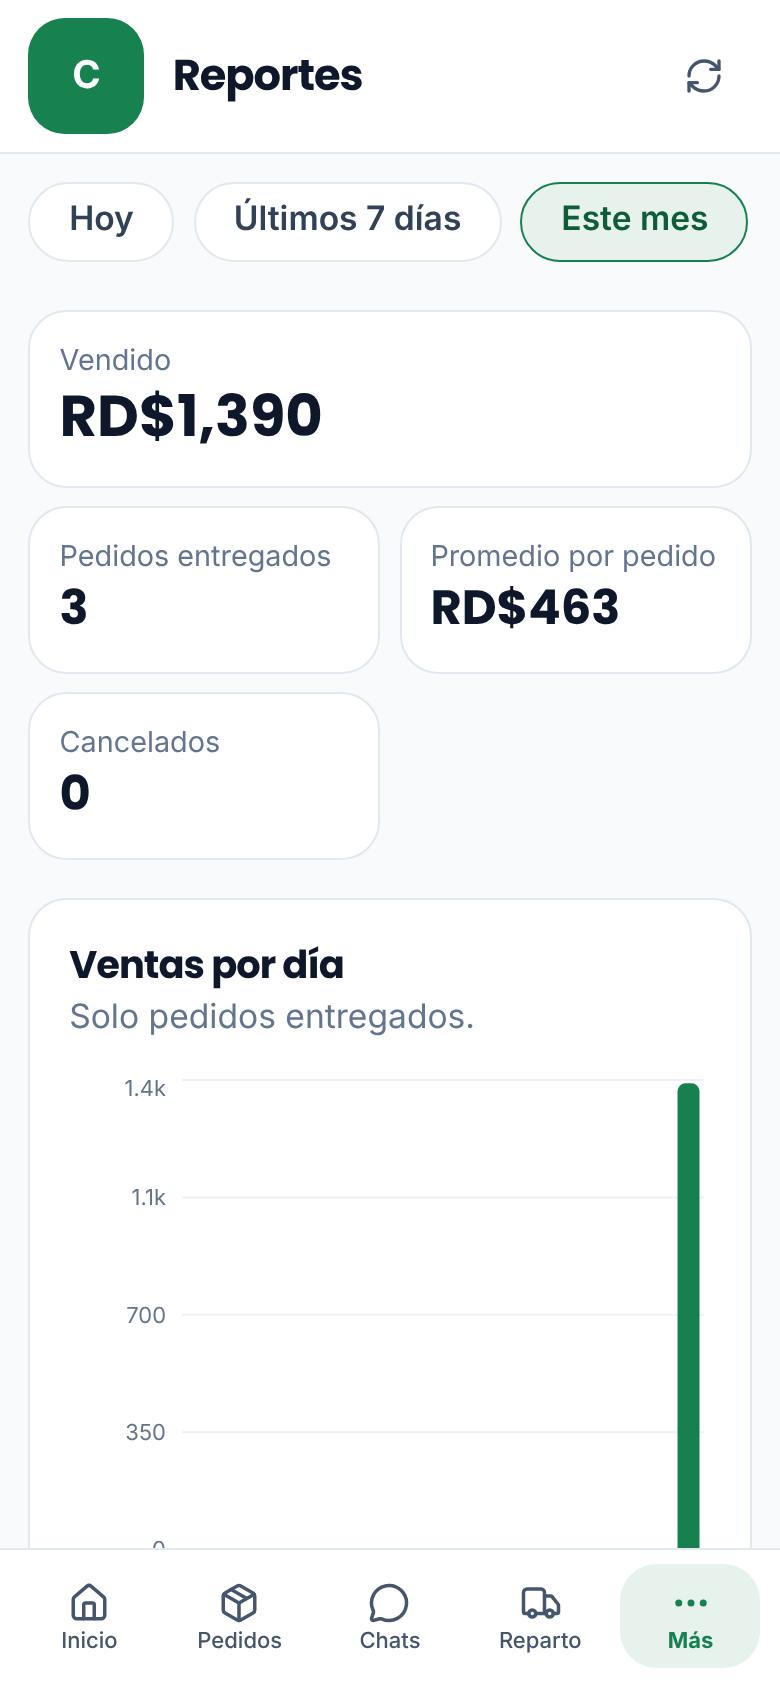 C
Reportes
Hoy
Últimos 7 días
Este mes
Vendido
RD$1,390
Pedidos entregados
3
Promedio por pedido
RD$463
Cancelados
0
Ventas por día
Solo pedidos entregados.
1.4k
1.1k
700
350
0
Inicio
Pedidos
Chats
Reparto
Más